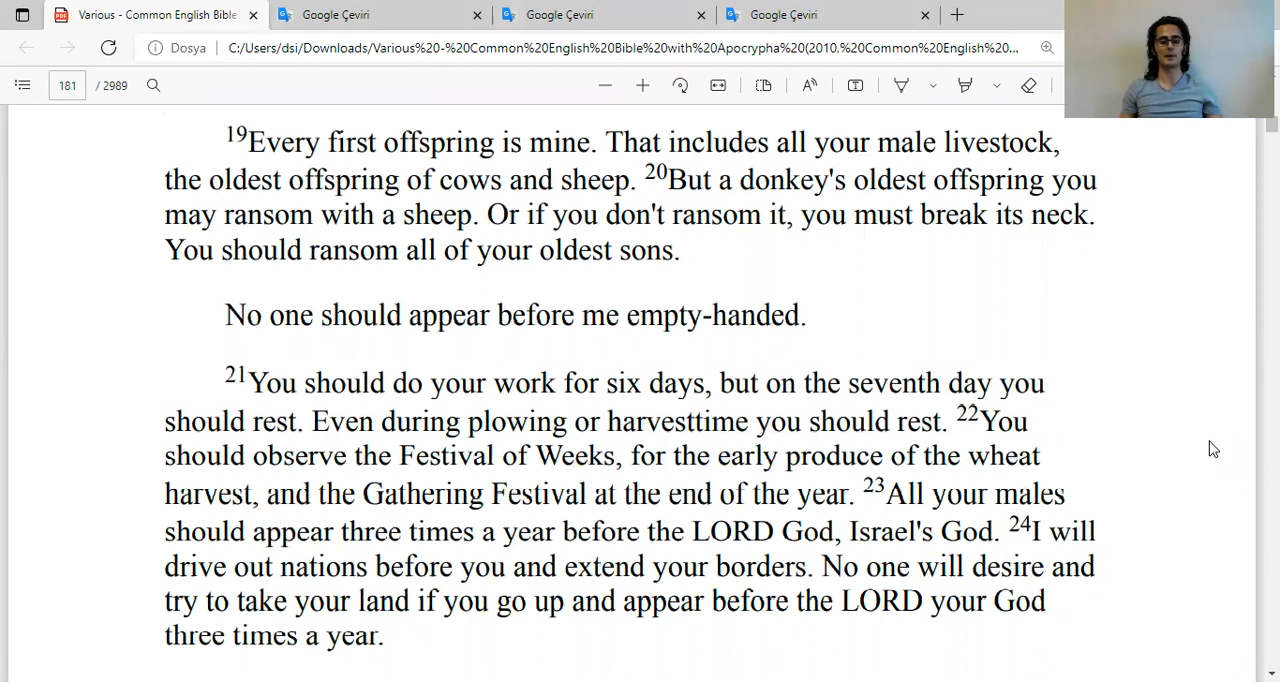 Various - Common English Bible
Google Çeviri
Google Çeviri
Google Çeviri
Dosya
C:/Users/dsi/Downloads/Various%20-%20Common%20English%20Bible%20with%20Apocrypha%20(2010,%20Common%20English%20...
181 / 2989
19Every first offspring is mine. That includes all your male livestock,
the oldest offspring of cows and sheep. 20But a donkey's oldest offspring you
may ransom with a sheep. Or if you don't ransom it, you must break its neck.
You should ransom all of your oldest sons.
No one should appear before me empty-handed.
21You should do your work for six days, but on the seventh day you
should rest. Even during plowing or harvesttime you should rest. 22You
should observe the Festival of Weeks, for the early produce of the wheat
harvest, and the Gathering Festival at the end of the year. 23All your males
should appear three times a year before the LORD God, Israel's God. 24I will
drive out nations before you and extend your borders. No one will desire and
try to take your land if you go up and appear before the LORD your God
three times a year.